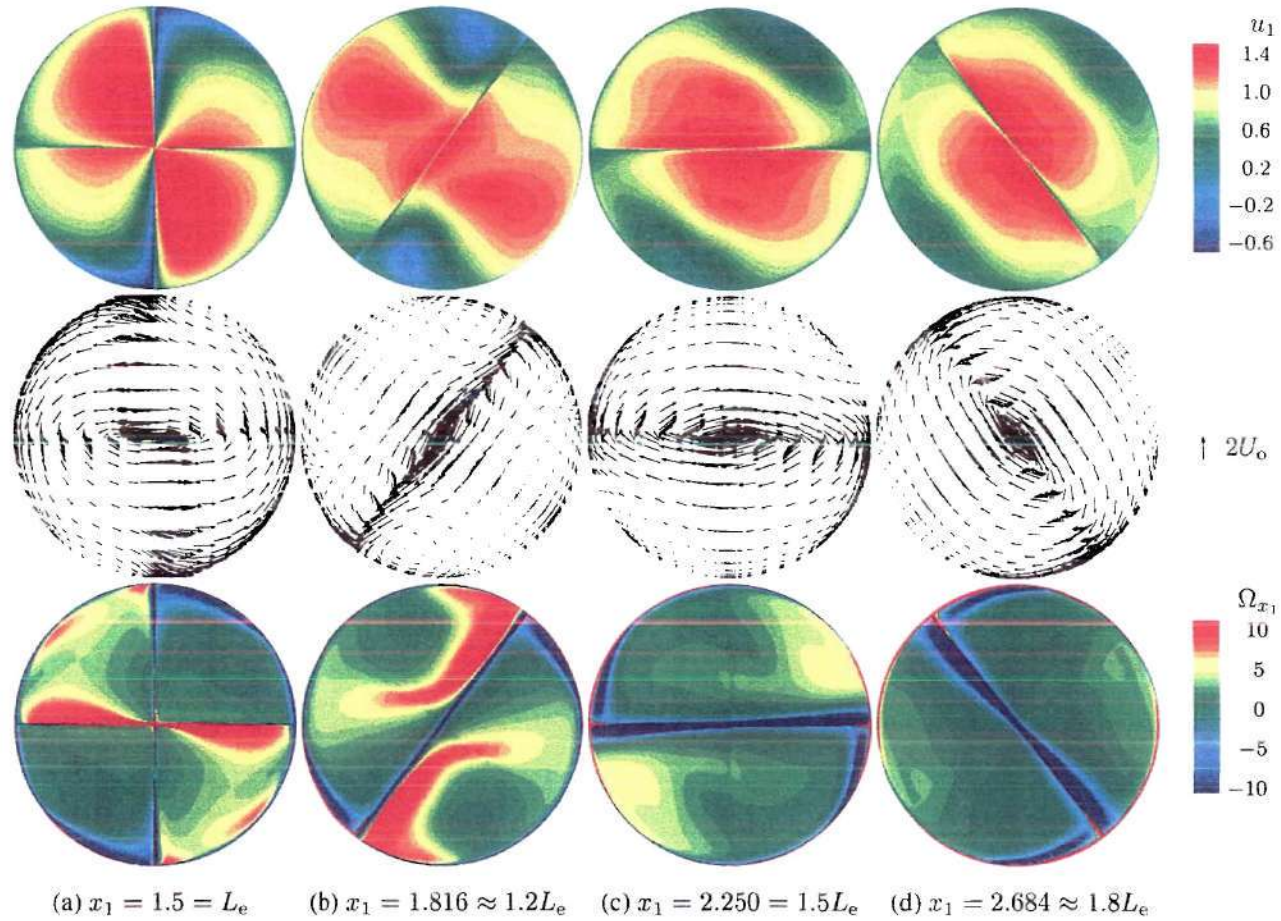 u₁
1.4
1.0
0.6
0.2
−0.2
−0.6
↑ 2Uₒ
Ωₓ₁
10
5
0
−5
−10
(a) x₁ = 1.5 = Lₑ (b) x₁ = 1.816 ≈ 1.2Lₑ (c) x₁ = 2.250 = 1.5Lₑ (d) x₁ = 2.684 ≈ 1.8Lₑ